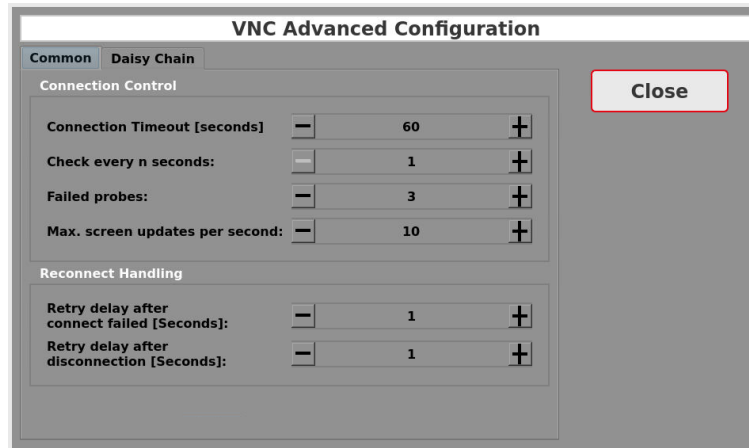 VNC Advanced Configuration
Common
Daisy Chain
Close
Connection Control
Connection Timeout [seconds]
60
Check every n seconds:
1
Failed probes:
3
Max. screen updates per second:
10
Reconnect Handling
Retry delay after
connect failed [Seconds]:
1
Retry delay after
disconnection [Seconds]:
1